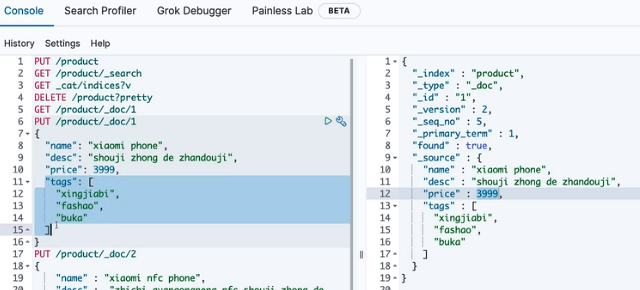 Console Search Profiler Grok Debugger Painless Lab BETA
History Settings Help
1 PUT /product
2 GET /product/_search
3 GET _cat/indices?v
4 DELETE /product?pretty
5 GET /product/_doc/1
6 PUT /product/_doc/1
7 {
8 "name": "xiaomi phone",
9 "desc": "shouji zhong de zhandouji",
10 "price": 3999,
11 "tags": [
12 "xingjiabi",
13 "fashao",
14 "buka"
15 ]
16 }
17 PUT /product/_doc/2
18 {
19 "name" : "xiaomi nfc phone",
20 "desc" : "zhichi quangongneng nfc,shouji zhong de
1 {
2 "_index" : "product",
3 "_type" : "_doc",
4 "_id" : "1",
5 "_version" : 2,
6 "_seq_no" : 5,
7 "_primary_term" : 1,
8 "found" : true,
9 "_source" : {
10 "name" : "xiaomi phone",
11 "desc" : "shouji zhong de zhandouji",
12 "price" : 3999,
13 "tags" : [
14 "xingjiabi",
15 "fashao",
16 "buka"
17 ]
18 }
19 }
20